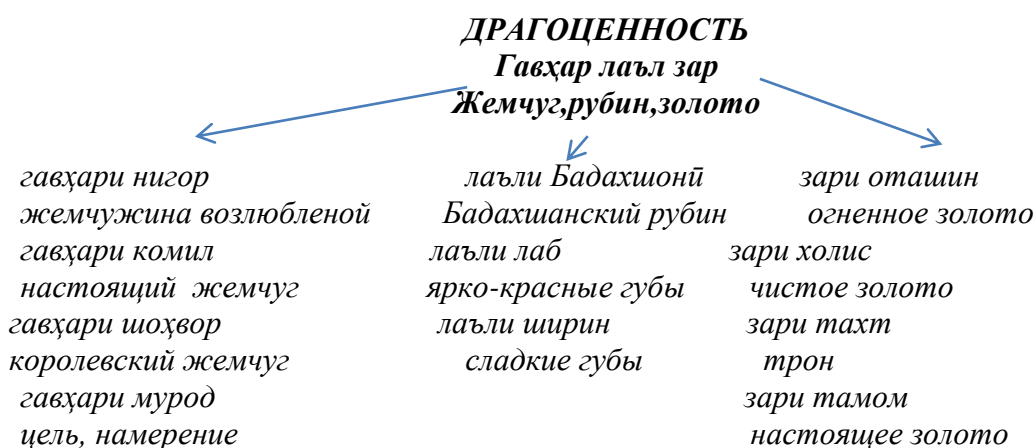 ДРАГОЦЕННОСТЬ
Гавҳар лаъл зар
Жемчуг,рубин,золото
гавҳари нигор лаъли Бадахшонӣ зари оташин
жемчужина возлюбленой Бадахшанский рубин огненное золото
гавҳари комил лаъли лаб зари холис
настоящий жемчуг ярко-красные губы чистое золото
гавҳари шоҳвор лаъли ширин зари тахт
королевский жемчуг сладкие губы трон
гавҳари мурод зари тамом
цель, намерение настоящее золото